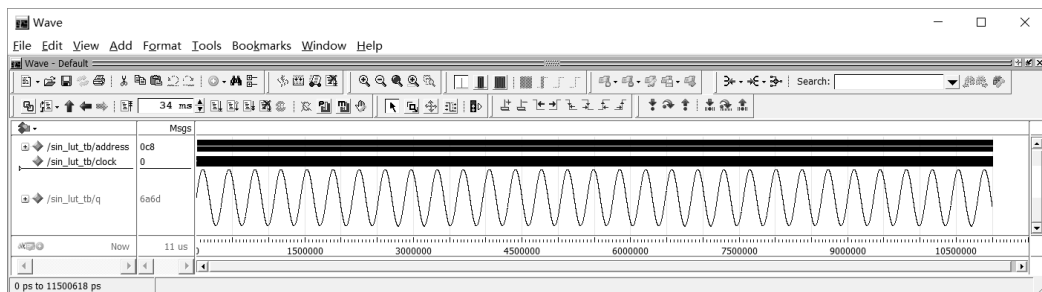 Wave
File Edit View Add Format Tools Bookmarks Window Help
Wave - Default
Search:
34 ms
Msgs
/sin_lut_tb/address 0c8
/sin_lut_tb/clock 0
/sin_lut_tb/q 6a6d
Now 11 us
1500000 3000000 4500000 6000000 7500000 9000000 10500000
0 ps to 11500618 ps